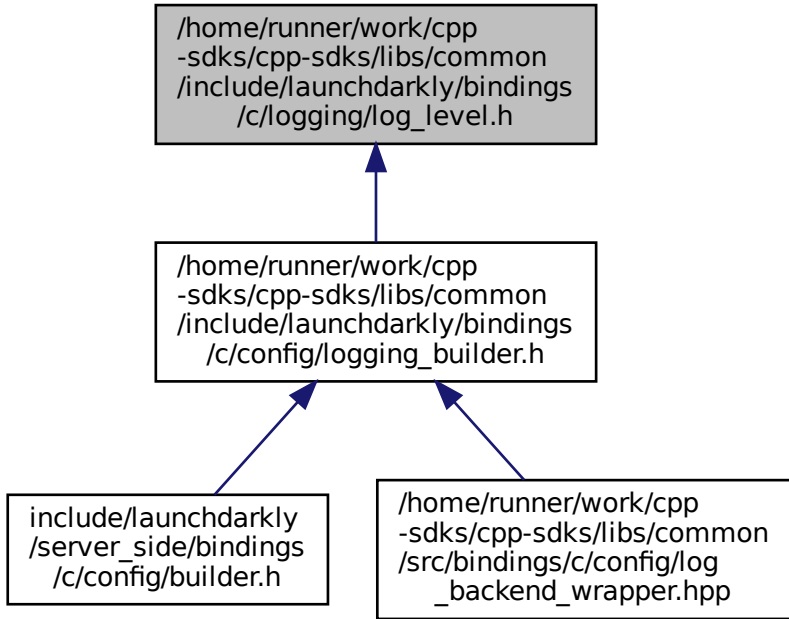 /home/runner/work/cpp
-sdks/cpp-sdks/libs/common
/include/launchdarkly/bindings
/c/logging/log_level.h
/home/runner/work/cpp
-sdks/cpp-sdks/libs/common
/include/launchdarkly/bindings
/c/config/logging_builder.h
include/launchdarkly
/server_side/bindings
/c/config/builder.h
/home/runner/work/cpp
-sdks/cpp-sdks/libs/common
/src/bindings/c/config/log
_backend_wrapper.hpp